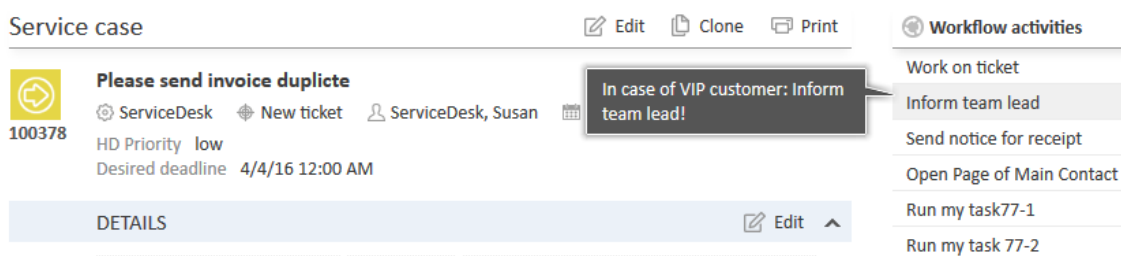 Service case
Edit Clone Print
Please send invoice duplicte
ServiceDesk New ticket ServiceDesk, Susan
100378
HD Priority low
Desired deadline 4/4/16 12:00 AM
DETAILS Edit
In case of VIP customer: Inform
team lead!
Workflow activities
Work on ticket
Inform team lead
Send notice for receipt
Open Page of Main Contact
Run my task77-1
Run my task 77-2